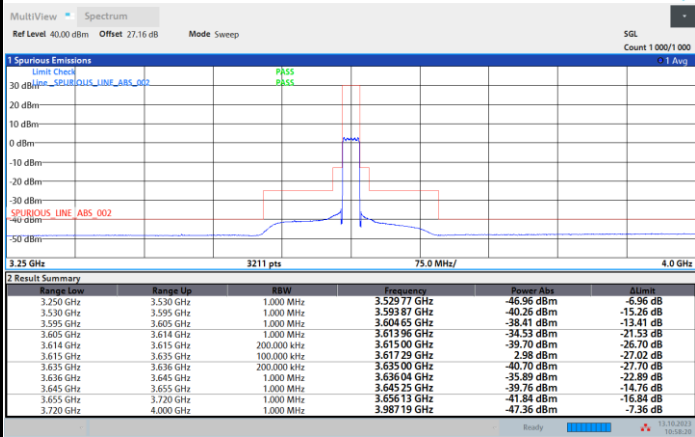 MultiView Spectrum
Ref Level 40.00 dBm Offset 27.16 dB Mode Sweep SGL
Count 1 000/1 000
1 Spurious Emissions 1 Avg
Limit Check PASS
Line _SPURIOUS_LINE_ABS_002 PASS
30 dBm
20 dBm
10 dBm
0 dBm
-10 dBm
-20 dBm
-30 dBm
SPURIOUS_LINE_ABS_002
-40 dBm
-50 dBm
3.25 GHz 3211 pts 75.0 MHz/ 4.0 GHz
2 Result Summary
Range Low Range Up RBW Frequency Power Abs ΔLimit
3.250 GHz 3.530 GHz 1.000 MHz 3.529 77 GHz -46.96 dBm -6.96 dB
3.530 GHz 3.595 GHz 1.000 MHz 3.593 87 GHz -40.26 dBm -15.26 dB
3.595 GHz 3.605 GHz 1.000 MHz 3.604 65 GHz -38.41 dBm -13.41 dB
3.605 GHz 3.614 GHz 1.000 MHz 3.613 96 GHz -34.53 dBm -21.53 dB
3.614 GHz 3.615 GHz 200.000 kHz 3.615 00 GHz -39.70 dBm -26.70 dB
3.615 GHz 3.635 GHz 100.000 kHz 3.617 29 GHz 2.98 dBm -27.02 dB
3.635 GHz 3.636 GHz 200.000 kHz 3.635 00 GHz -40.70 dBm -27.70 dB
3.636 GHz 3.645 GHz 1.000 MHz 3.636 04 GHz -35.89 dBm -22.89 dB
3.645 GHz 3.655 GHz 1.000 MHz 3.645 25 GHz -39.76 dBm -14.76 dB
3.655 GHz 3.720 GHz 1.000 MHz 3.656 13 GHz -41.84 dBm -16.84 dB
3.720 GHz 4.000 GHz 1.000 MHz 3.987 19 GHz -47.36 dBm -7.36 dB
Ready 13.10.2023
10:58:20